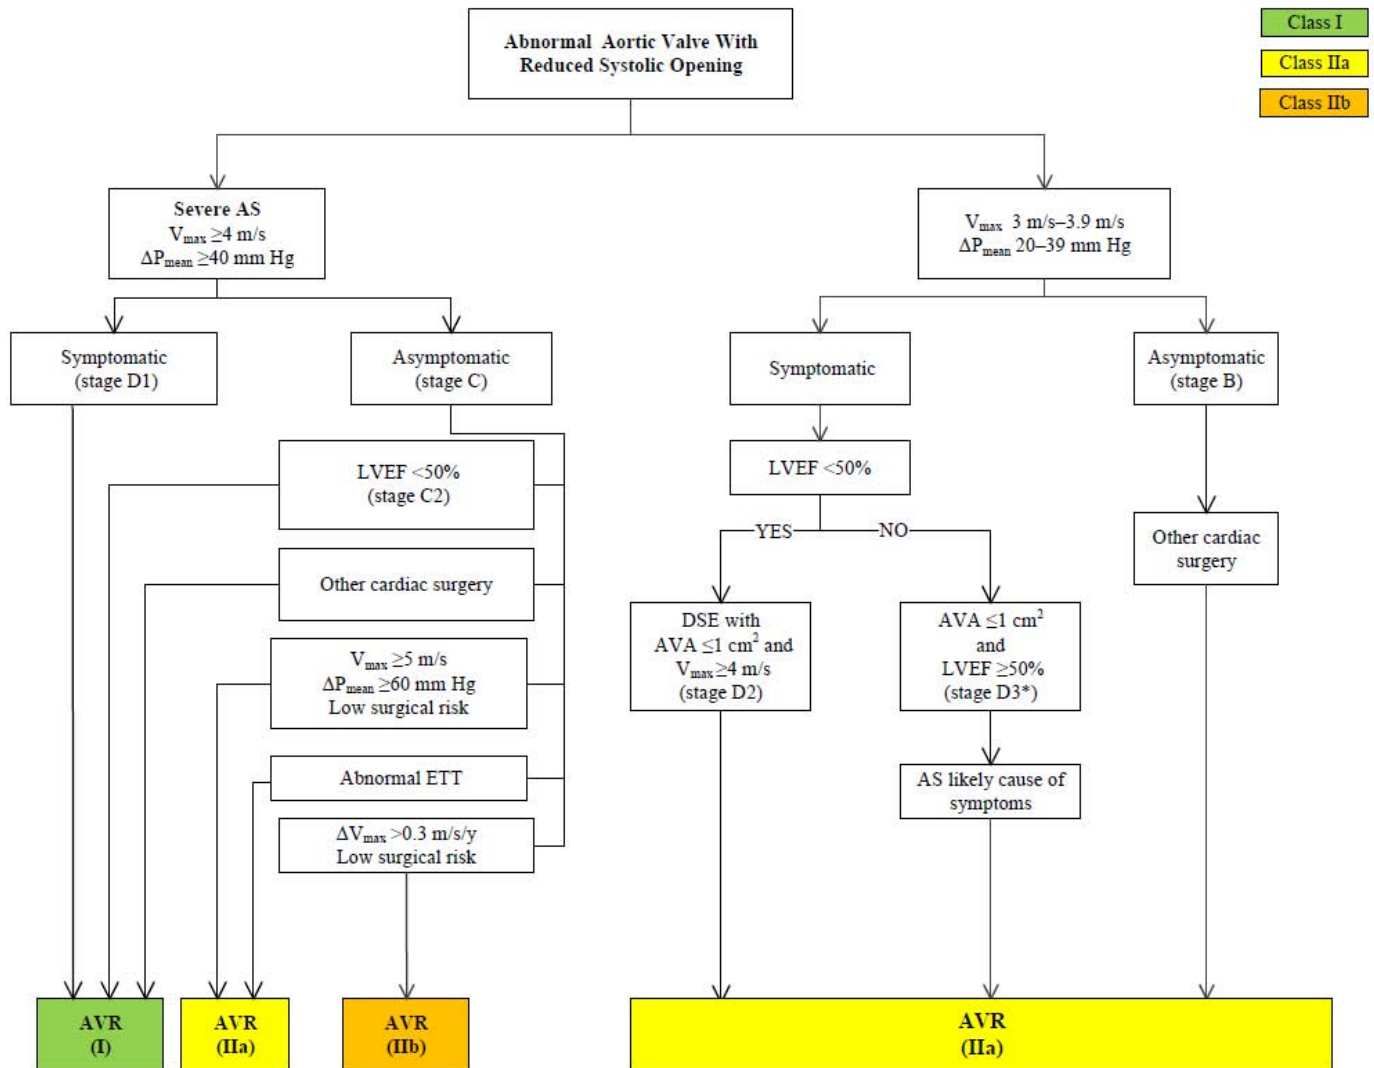 Abnormal Aortic Valve With
Reduced Systolic Opening
Class I
Class IIa
Class IIb
Severe AS
Vmax ≥4 m/s
ΔPmean ≥40 mm Hg
Vmax 3 m/s–3.9 m/s
ΔPmean 20–39 mm Hg
Symptomatic
(stage D1)
Asymptomatic
(stage C)
Symptomatic
Asymptomatic
(stage B)
LVEF <50%
(stage C2)
Other cardiac surgery
Vmax ≥5 m/s
ΔPmean ≥60 mm Hg
Low surgical risk
Abnormal ETT
ΔVmax >0.3 m/s/y
Low surgical risk
LVEF <50%
YES
NO
DSE with
AVA ≤1 cm² and
Vmax ≥4 m/s
(stage D2)
AVA ≤1 cm²
and
LVEF ≥50%
(stage D3*)
AS likely cause of
symptoms
Other cardiac
surgery
AVR
(I)
AVR
(IIa)
AVR
(IIb)
AVR
(IIa)